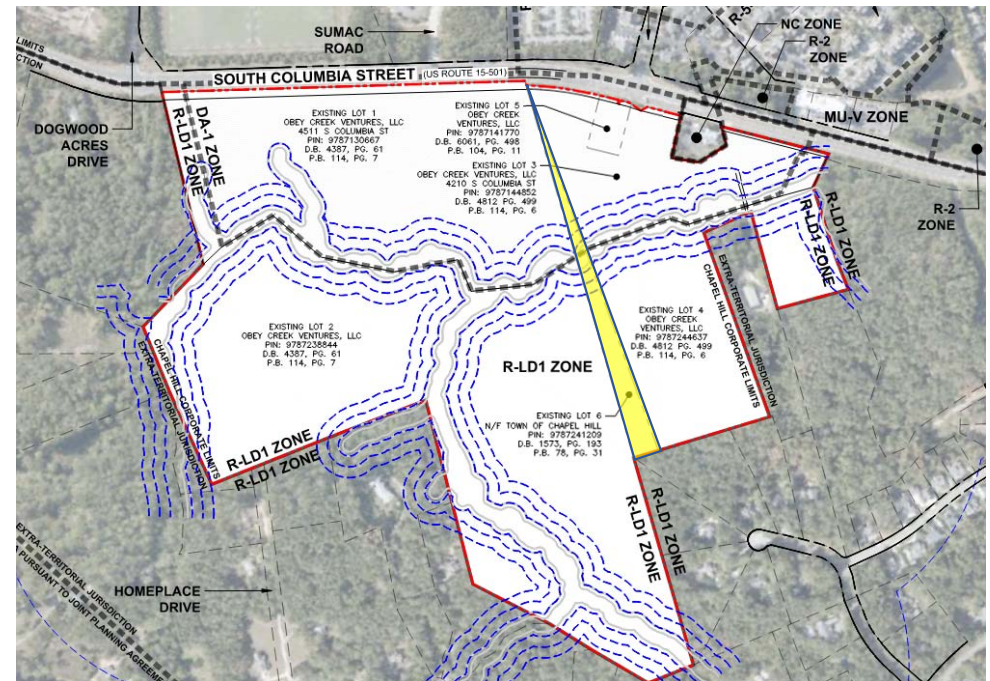 SUMAC
ROAD
NC ZONE
R-2
ZONE
R-5
LIMITS
CTION
SOUTH COLUMBIA STREET (US ROUTE 15-501)
MU-V ZONE
DOGWOOD
ACRES
DRIVE
DA-1 ZONE
R-LD1 ZONE
EXISTING LOT 1
OBEY CREEK VENTURES, LLC
4511 S COLUMBIA ST
PIN: 9787130667
D.B. 4387, PG. 61
P.B. 114, PG. 7
EXISTING LOT 5
OBEY CREEK
VENTURES, LLC
PIN: 9787141770
D.B. 6061, PG. 498
P.B. 104, PG. 11
EXISTING LOT 3
OBEY CREEK VENTURES, LLC
4210 S COLUMBIA ST
PIN: 9787144852
D.B. 4812 PG. 499
P.B. 114, PG. 6
R-2
ZONE
R-LD1 ZONE
R-LD1 ZONE
EXTRA-TERRITORIAL JURISDICTION
CHAPEL HILL CORPORATE LIMITS
EXISTING LOT 2
OBEY CREEK VENTURES, LLC
PIN: 9787238844
D.B. 4387, PG. 61
P.B. 114, PG. 7
EXISTING LOT 4
OBEY CREEK
VENTURES, LLC
PIN: 9787244637
D.B. 4812 PG. 499
P.B. 114, PG. 6
R-LD1 ZONE
CHAPEL HILL CORPORATE LIMITS
EXTRA-TERRITORIAL JURISDICTION
EXISTING LOT 6
N/F TOWN OF CHAPEL HILL
PIN: 9787241209
D.B. 1573, PG. 193
P.B. 78, PG. 31
R-LD1 ZONE
R-LD1 ZONE
R-LD1 ZONE
R-LD1 ZONE
HOMEPLACE
DRIVE
EXTRA-TERRITORIAL JURISDICTION
PURSUANT TO JOINT PLANNING AGREEME